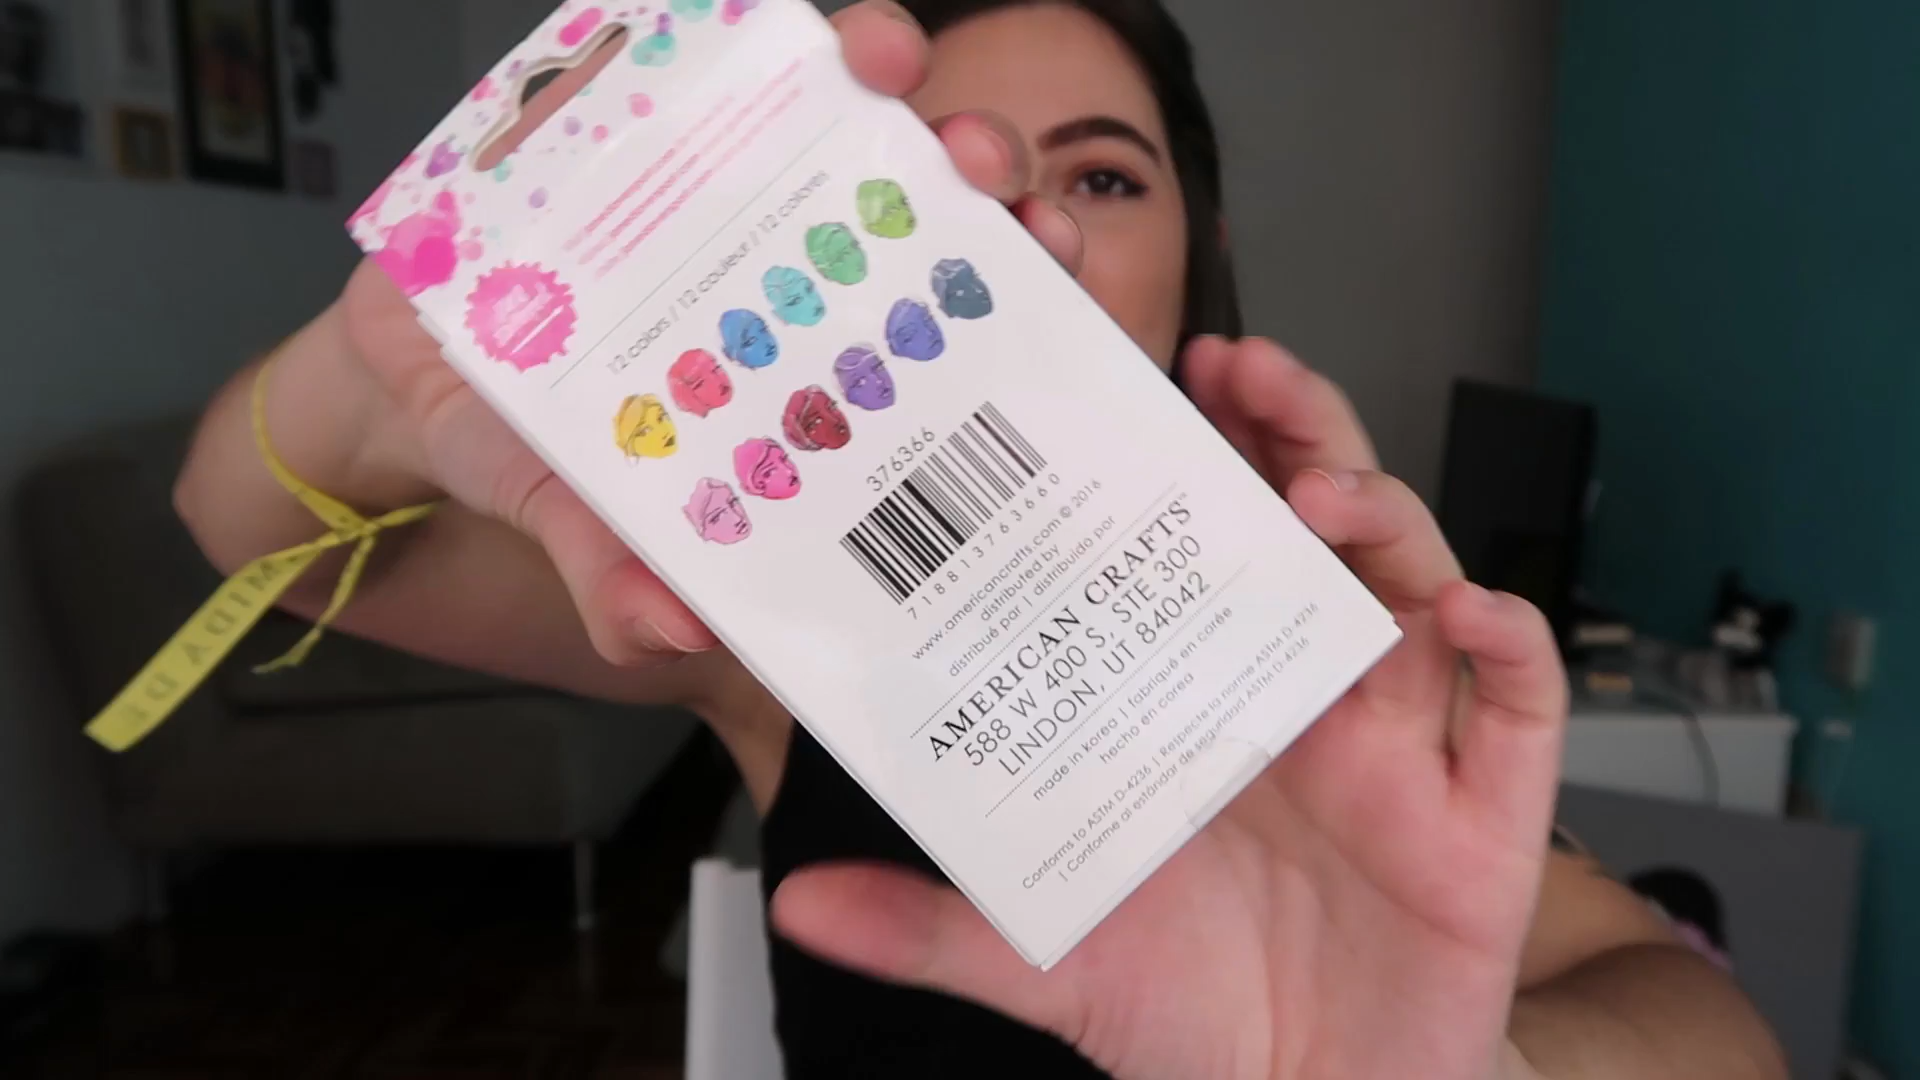 12 colors / 12 couleur / 12 colores
376366
7 18813 76366 0
www.americancrafts.com © 2016
distributed by
distribué par | distribuido por
AMERICAN CRAFTS™
588 W 400 S, STE 300
LINDON, UT 84042
made in korea | fabriqué en corée
hecho en corea
Conforms to ASTM D-4236 | Respecte la norme ASTM D-4236
| Conforme al estándar de seguridad ASTM D-4236